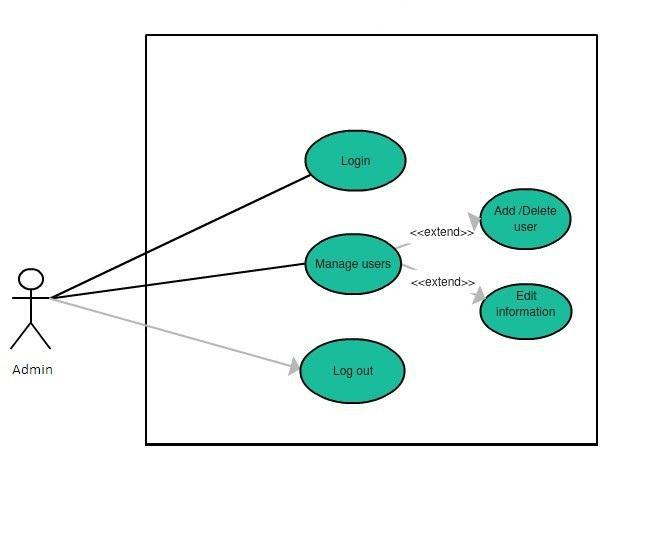 Login
Add /Delete
user
<<extend>>
Manage users
<<extend>>
Edit
information
Log out
Admin